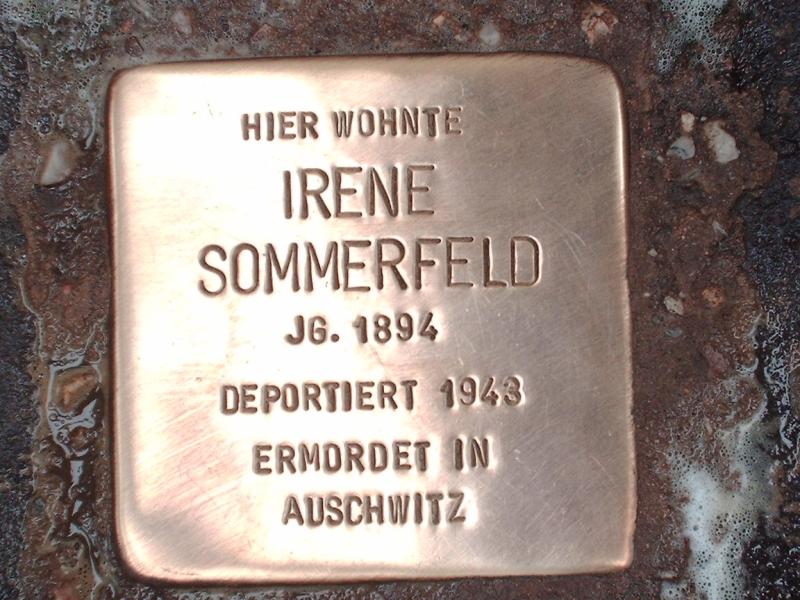 HIER WOHNTE
IRENE
SOMMERFELD
JG. 1894
DEPORTIERT 1943
ERMORDET IN
AUSCHWITZ